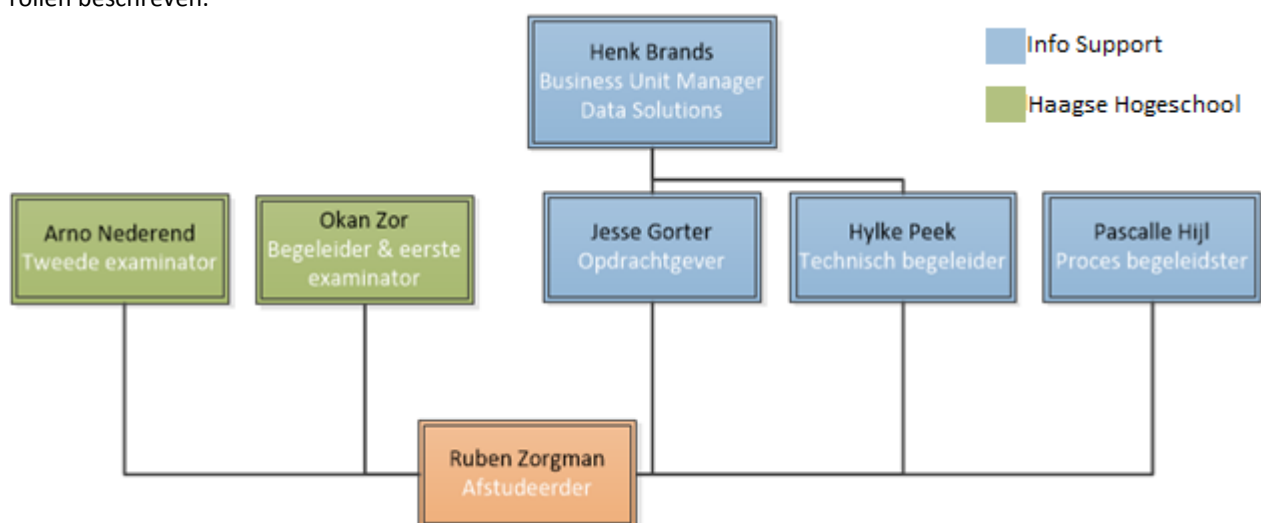 rollen beschreven.
Henk Brands
Business Unit Manager
Data Solutions
Info Support
Haagse Hogeschool
Arno Nederend
Tweede examinator
Okan Zor
Begeleider & eerste
examinator
Jesse Gorter
Opdrachtgever
Hylke Peek
Technisch begeleider
Pascalle Hijl
Proces begeleidster
Ruben Zorgman
Afstudeerder